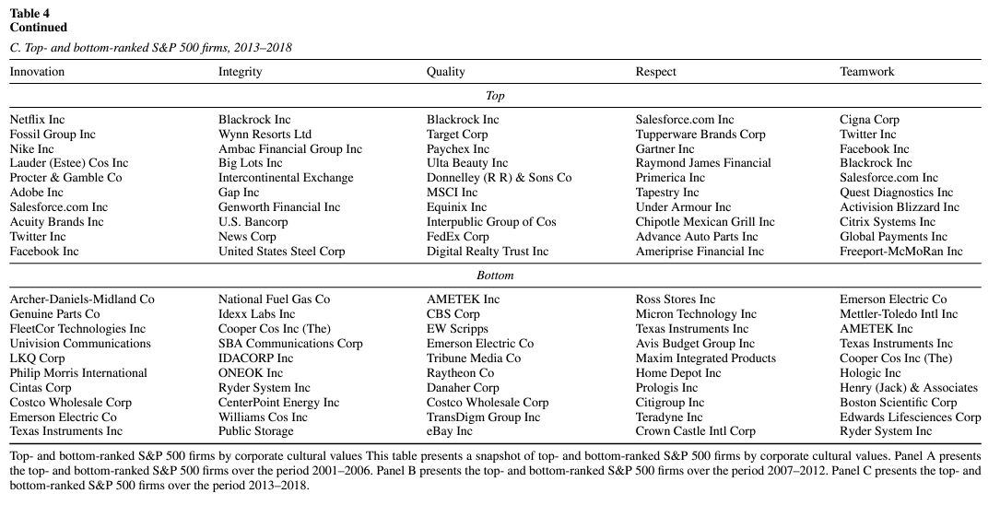 Table 4
Continued
C. Top- and bottom-ranked S&P 500 firms, 2013–2018
Innovation Integrity Quality Respect Teamwork
Top
Netflix Inc Blackrock Inc Blackrock Inc Salesforce.com Inc Cigna Corp
Fossil Group Inc Wynn Resorts Ltd Target Corp Tupperware Brands Corp Twitter Inc
Nike Inc Ambac Financial Group Inc Paychex Inc Gartner Inc Facebook Inc
Lauder (Estee) Cos Inc Big Lots Inc Ulta Beauty Inc Raymond James Financial Blackrock Inc
Procter & Gamble Co Intercontinental Exchange Donnelley (R R) & Sons Co Primerica Inc Salesforce.com Inc
Adobe Inc Gap Inc MSCI Inc Tapestry Inc Quest Diagnostics Inc
Salesforce.com Inc Genworth Financial Inc Equinix Inc Under Armour Inc Activision Blizzard Inc
Acuity Brands Inc U.S. Bancorp Interpublic Group of Cos Chipotle Mexican Grill Inc Citrix Systems Inc
Twitter Inc News Corp FedEx Corp Advance Auto Parts Inc Global Payments Inc
Facebook Inc United States Steel Corp Digital Realty Trust Inc Ameriprise Financial Inc Freeport-McMoRan Inc
Bottom
Archer-Daniels-Midland Co National Fuel Gas Co AMETEK Inc Ross Stores Inc Emerson Electric Co
Genuine Parts Co Idexx Labs Inc CBS Corp Micron Technology Inc Mettler-Toledo Intl Inc
FleetCor Technologies Inc Cooper Cos Inc (The) EW Scripps Texas Instruments Inc AMETEK Inc
Univision Communications SBA Communications Corp Emerson Electric Co Avis Budget Group Inc Texas Instruments Inc
LKQ Corp IDACORP Inc Tribune Media Co Maxim Integrated Products Cooper Cos Inc (The)
Philip Morris International ONEOK Inc Raytheon Co Home Depot Inc Hologic Inc
Cintas Corp Ryder System Inc Danaher Corp Prologis Inc Henry (Jack) & Associates
Costco Wholesale Corp CenterPoint Energy Inc Costco Wholesale Corp Citigroup Inc Boston Scientific Corp
Emerson Electric Co Williams Cos Inc TransDigm Group Inc Teradyne Inc Edwards Lifesciences Corp
Texas Instruments Inc Public Storage eBay Inc Crown Castle Intl Corp Ryder System Inc
Top- and bottom-ranked S&P 500 firms by corporate cultural values This table presents a snapshot of top- and bottom-ranked S&P 500 firms by corporate cultural values. Panel A presents
the top- and bottom-ranked S&P 500 firms over the period 2001–2006. Panel B presents the top- and bottom-ranked S&P 500 firms over the period 2007–2012. Panel C presents the top- and
bottom-ranked S&P 500 firms over the period 2013–2018.